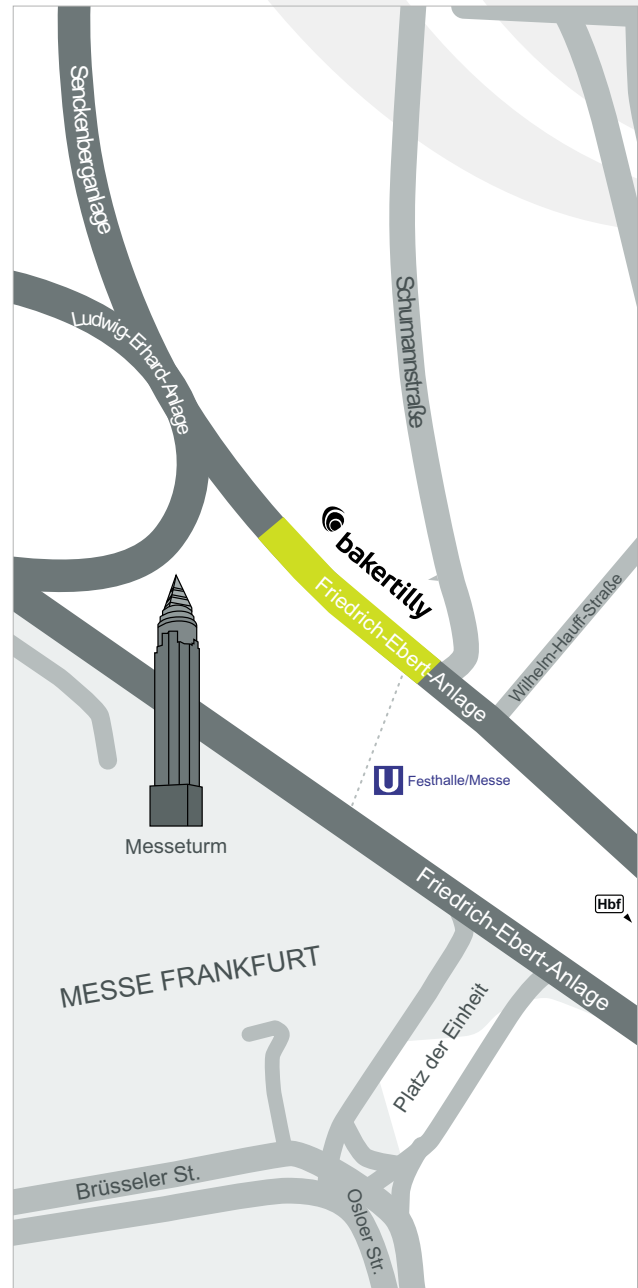 Senckenberganlage
Ludwig-Erhard-Anlage
Schumannstraße
bakertilly
Friedrich-Ebert-Anlage
Wilhelm-Hauff-Straße
U Festhalle/Messe
Messeturm
Friedrich-Ebert-Anlage
Hbf
MESSE FRANKFURT
Platz der Einheit
Brüsseler St.
Osloer Str.